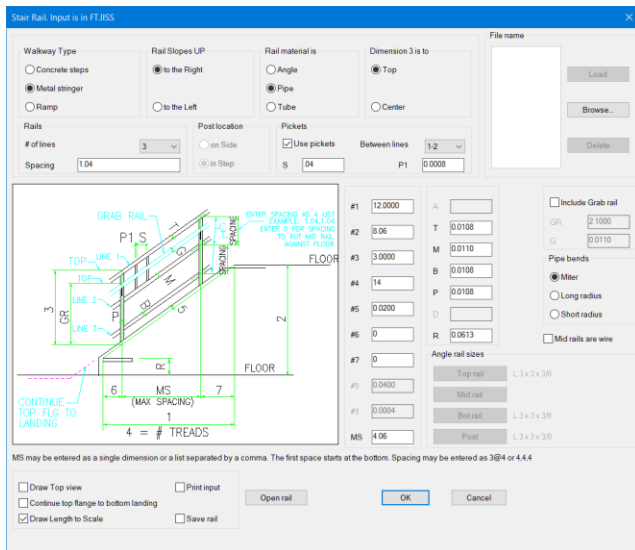 Stair Rail. Input is in FT.IISS
Walkway Type
Concrete steps
Metal stringer
Ramp
Rail Slopes UP
to the Right
to the Left
Rail material is
Angle
Pipe
Tube
Dimension 3 is to
Top
Center
File name
Load
Browse...
Delete
Rails
# of lines 3
Spacing 1.04
Post location
on Side
in Step
Pickets
Use pickets Between lines 1-2
S .04 P1 0.0008
GRAB RAIL
ENTER SPACING AS A LIST
EXAMPLE: 1.04,1.04
ENTER 0 FOR SPACING
TO PUT MID RAIL
AGAINST FLOOR
SPACING
SPACING
T
G
P1 S
TOP
LINE 1
TOP
M
FLOOR
LINE 2
B
5
P
LINE 3
3
GR
2
R
FLOOR
6 MS 7
(MAX SPACING)
1
4 = # TREADS
CONTINUE
TOP FLG TO
LANDING
#1 12.0000
#2 8.06
#3 3.0000
#4 14
#5 0.0200
#6 0
#7 0
0.0400
0.0004
MS 4.06
A
T 0.0108
M 0.0110
B 0.0108
P 0.0108
D
R 0.0613
Include Grab rail
GR 2.1000
G 0.0110
Pipe bends
Miter
Long radius
Short radius
Mid rails are wire
Angle rail sizes
Top rail L 3 x 3 x 3/8
Mid rail
Bot rail L 3 x 3 x 3/8
Post L 3 x 3 x 3/8
MS may be entered as a single dimension or a list separated by a comma. The first space starts at the bottom. Spacing may be entered as 3@4 or 4,4,4
Draw Top view
Print input
Continue top flange to bottom landing
Draw Length to Scale
Save rail
Open rail
OK
Cancel